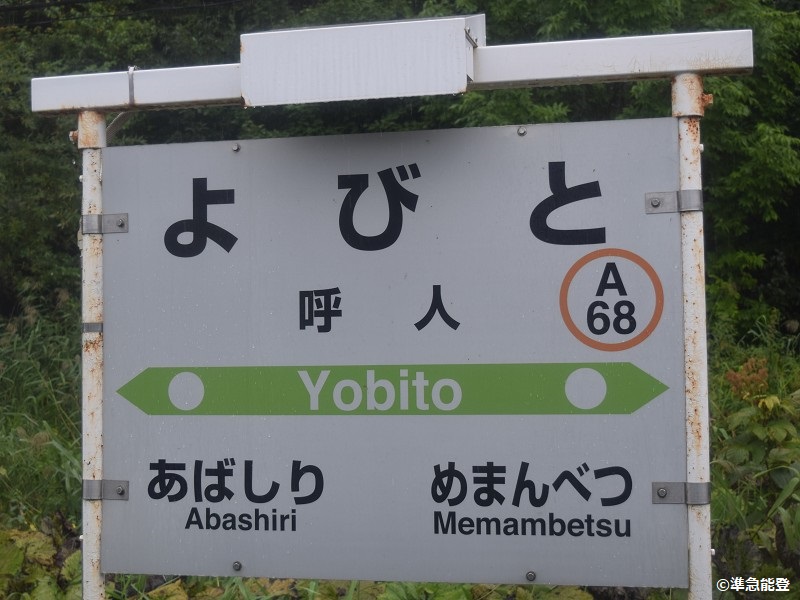 よびと
呼人
A
68
Yobito
あばしり めまんべつ
Abashiri Memambetsu
©準急能登